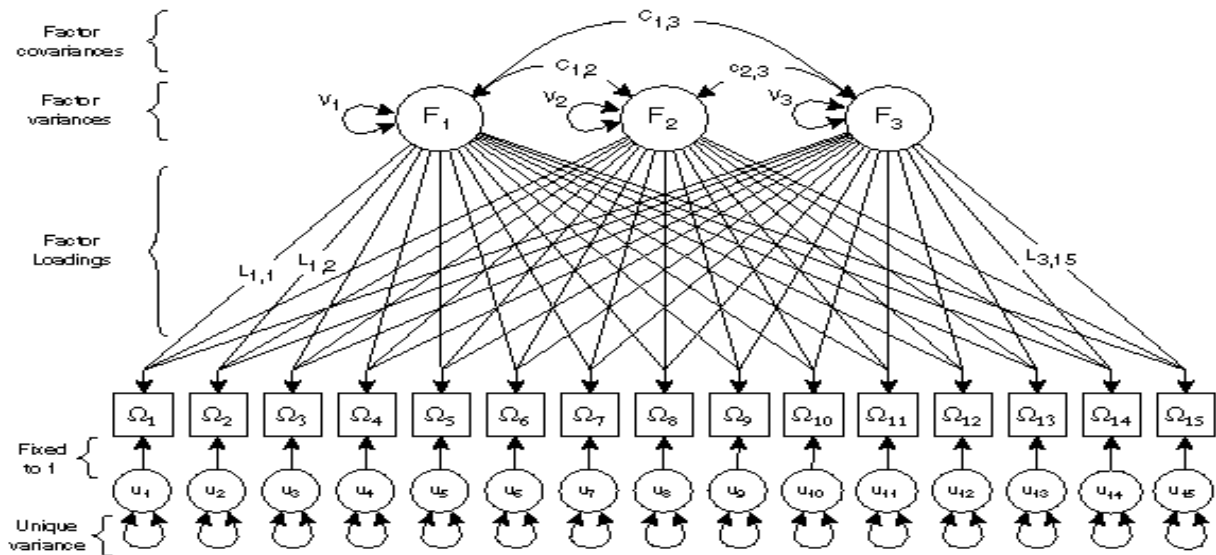 Factor
covariances
C1,3
C1,2
c2,3
Factor
variances
v1
F1
v2
F2
v3
F3
Factor
Loadings
L1,1
L1,2
L3,15
Ω1 Ω2 Ω3 Ω4 Ω5 Ω6 Ω7 Ω8 Ω9 Ω10 Ω11 Ω12 Ω13 Ω14 Ω15
Fixed
to 1
u1 u2 u3 u4 u5 u6 u7 u8 u9 u10 u11 u12 u13 u14 u15
Unique
variance